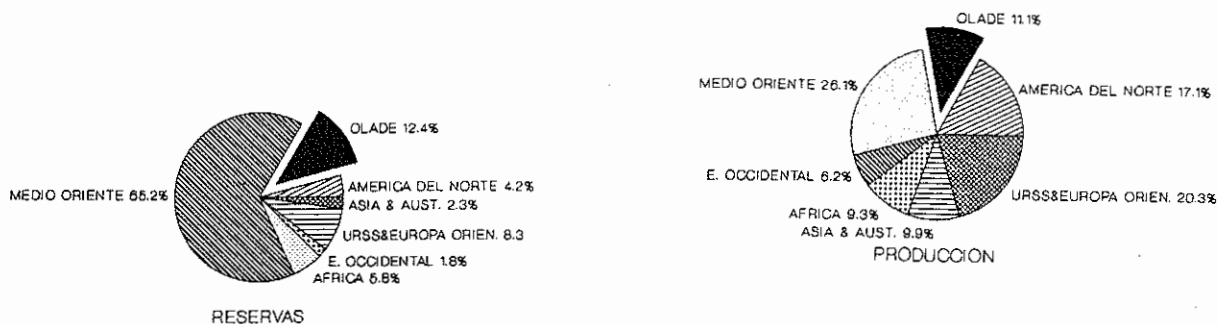 OLADE 12.4%
MEDIO ORIENTE 65.2%
AMERICA DEL NORTE 4.2%
ASIA & AUST. 2.3%
URSS&EUROPA ORIEN. 8.3
E. OCCIDENTAL 1.8%
AFRICA 5.8%
RESERVAS
OLADE 11.1%
MEDIO ORIENTE 26.1%
AMERICA DEL NORTE 17.1%
E. OCCIDENTAL 6.2%
URSS&EUROPA ORIEN. 20.3%
AFRICA 9.3%
ASIA & AUST. 9.9%
PRODUCCION